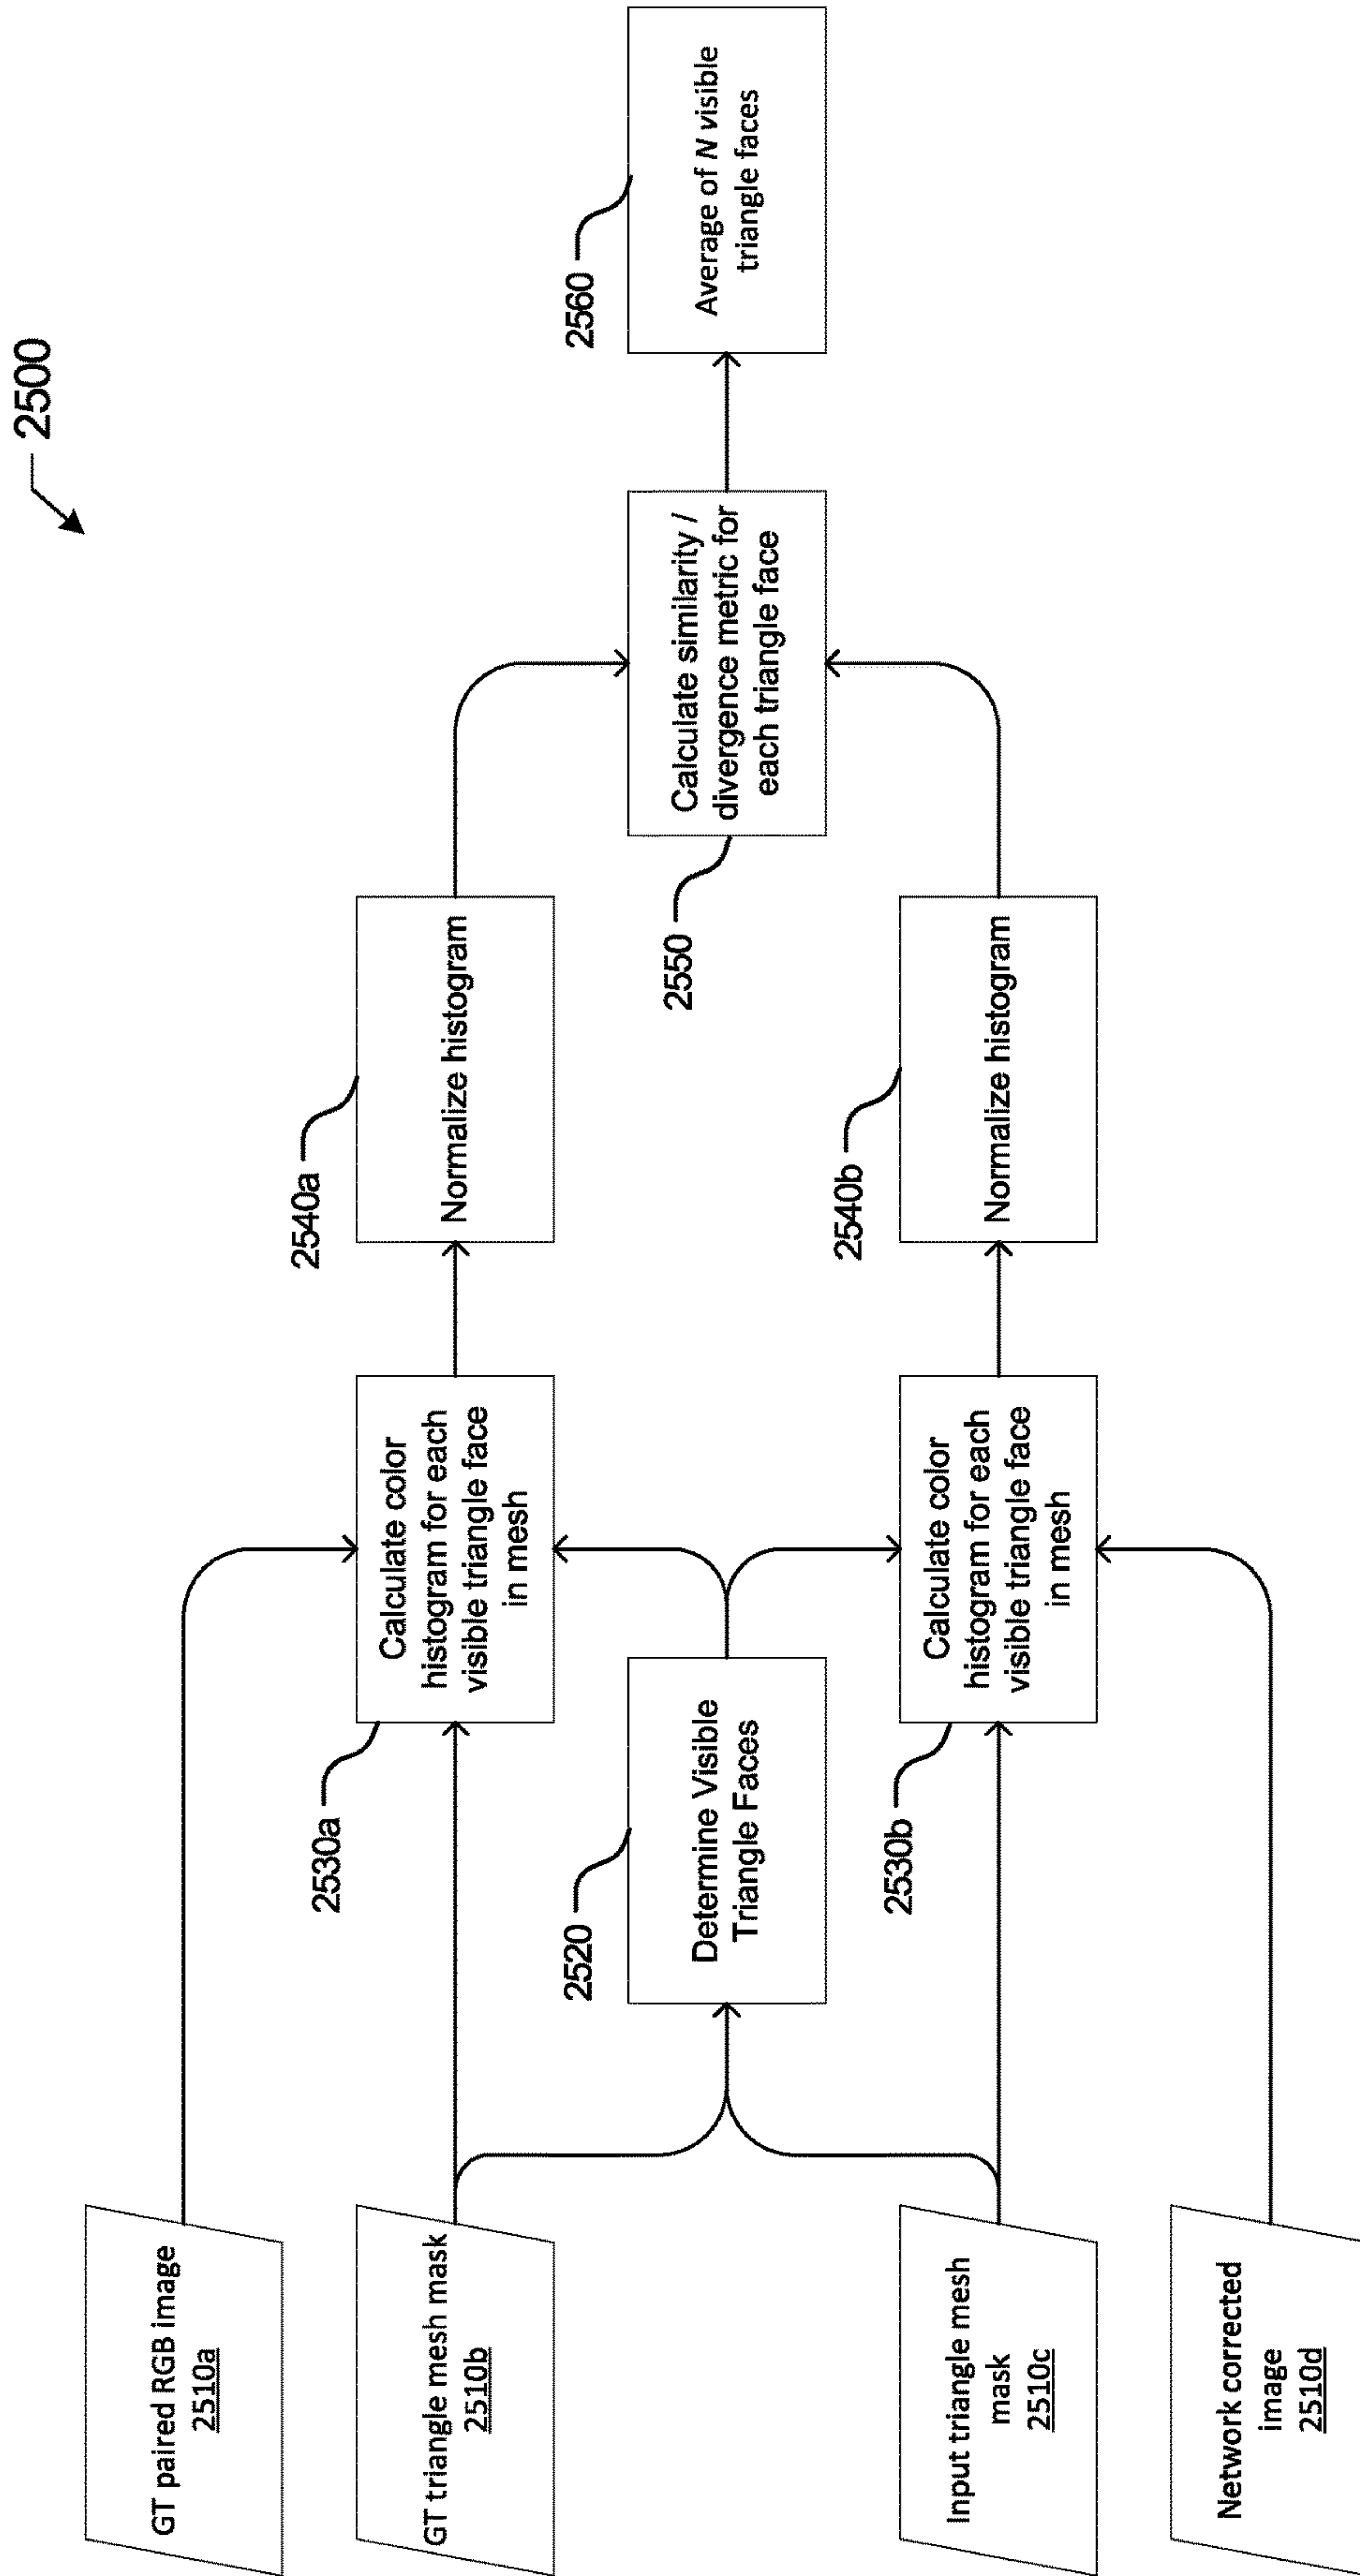 2500
GT paired RGB image
2510a
GT triangle mesh mask
2510b
Input triangle mesh
mask
2510c
Network corrected
image
2510d
2520
Determine Visible
Triangle Faces
2530a
Calculate color
histogram for each
visible triangle face
in mesh
2530b
Calculate color
histogram for each
visible triangle face
in mesh
2540a
Normalize histogram
2540b
Normalize histogram
2550
Calculate similarity /
divergence metric for
each triangle face
2560
Average of N visible
triangle faces